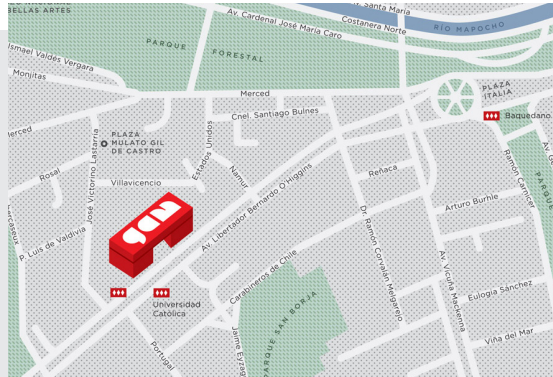 BELLAS ARTES
Santa María
Av. Cardenal José María Caro
Costanera Norte
RÍO MAPOCHO
PARQUE
FORESTAL
Ismael Valdés Vergara
Monjitas
Merced
PLAZA
ITALIA
Cnel. Santiago Bulnes
Baquedano
Merced
PLAZA
MULATO GIL
DE CASTRO
José Victorino Lastarria
Estados Unidos
Namur
Rosal
Villavicencio
Reñaca
Ramón Carnicer
PARQUE
Av. Libertador Bernardo O'Higgins
Arturo Burhle
P. Luis de Valdivia
GAM
Dr. Ramón Corvalán Melgarejo
Av. Vicuña Mackenna
Carabineros de Chile
Eulogia Sánchez
Universidad
Católica
PARQUE SAN BORJA
Portugal
Viña del Mar